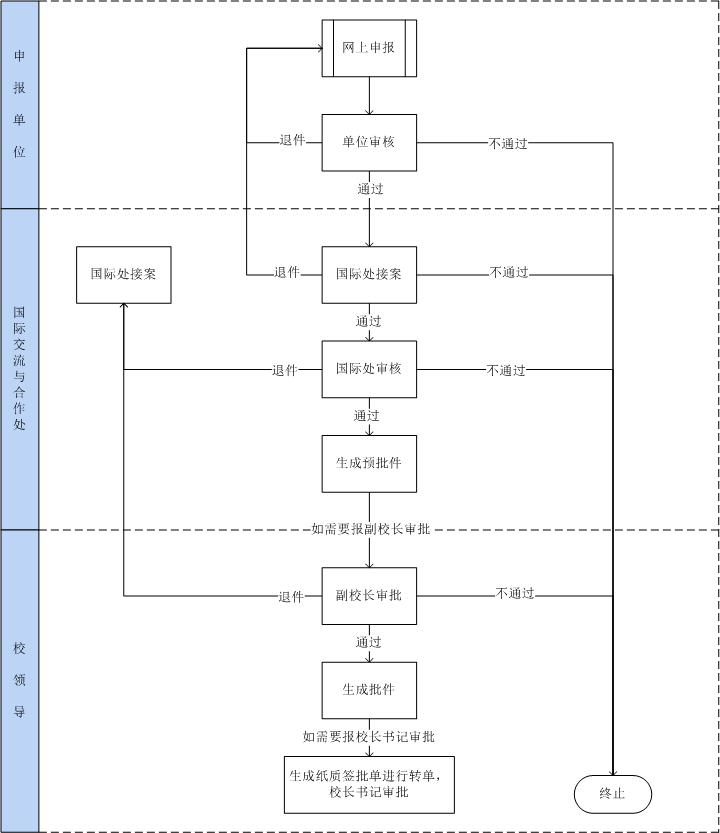 申报单位
网上申报
单位审核
退件
不通过
通过
国际交流与合作处
国际处接案
国际处接案
退件
不通过
通过
国际处审核
退件
不通过
通过
生成预批件
如需要报副校长审批
校领导
副校长审批
退件
不通过
通过
生成批件
如需要报校长书记审批
生成纸质签批单进行转单，
校长书记审批
终止